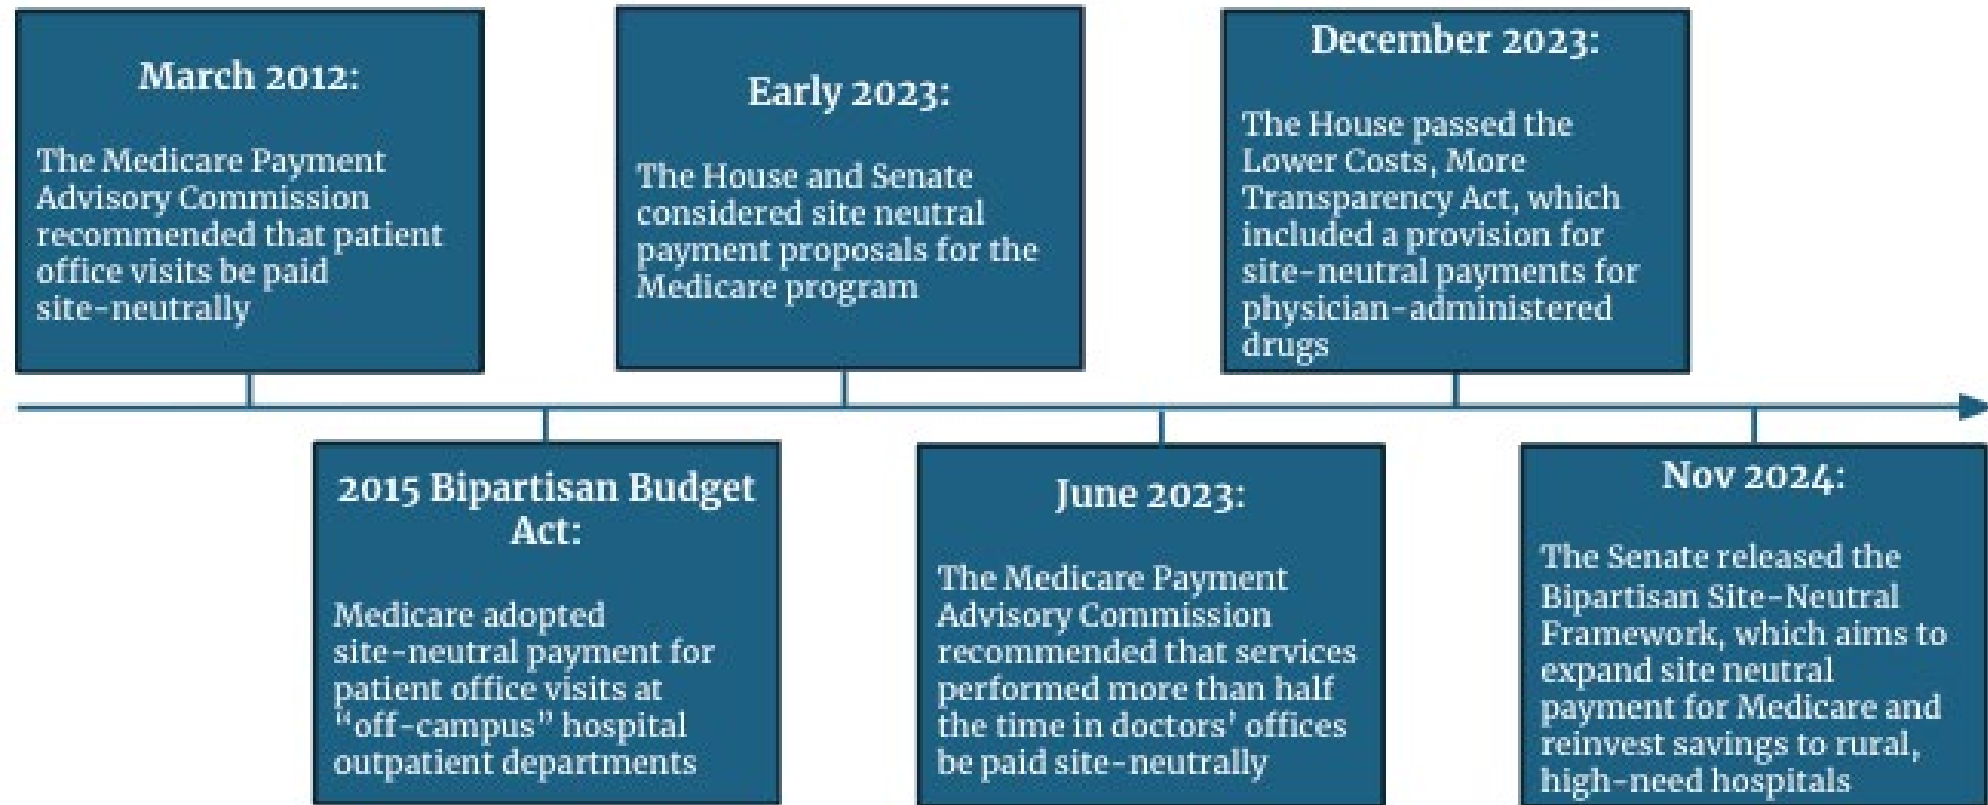 March 2012:
The Medicare Payment
Advisory Commission
recommended that patient
office visits be paid
site-neutrally
2015 Bipartisan Budget
Act:
Medicare adopted
site-neutral payment for
patient office visits at
“off-campus” hospital
outpatient departments
Early 2023:
The House and Senate
considered site neutral
payment proposals for the
Medicare program
June 2023:
The Medicare Payment
Advisory Commission
recommended that services
performed more than half
the time in doctors’ offices
be paid site-neutrally
December 2023:
The House passed the
Lower Costs, More
Transparency Act, which
included a provision for
site-neutral payments for
physician-administered
drugs
Nov 2024:
The Senate released the
Bipartisan Site-Neutral
Framework, which aims to
expand site neutral
payment for Medicare and
reinvest savings to rural,
high-need hospitals